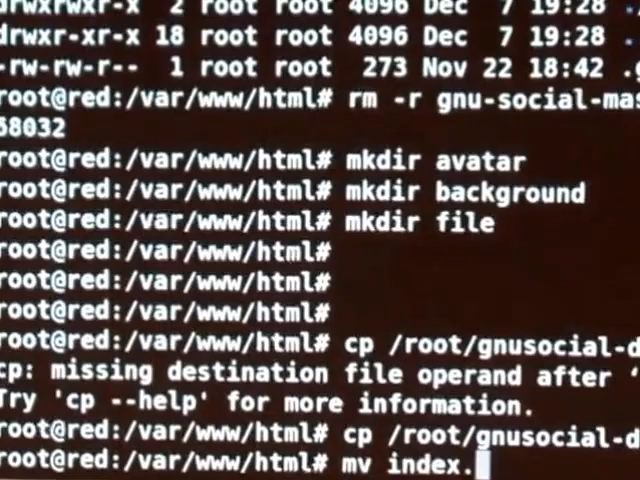 drwxrwxr-x 2 root root 4096 Dec 7 19:28 .
drwxr-xr-x 18 root root 4096 Dec 7 19:28 .
-rw-rw-r-- 1 root root 273 Nov 22 18:42 .
root@red:/var/www/html# rm -r gnu-social-mas
58032
root@red:/var/www/html# mkdir avatar
root@red:/var/www/html# mkdir background
root@red:/var/www/html# mkdir file
root@red:/var/www/html#
root@red:/var/www/html#
root@red:/var/www/html#
root@red:/var/www/html# cp /root/gnusocial-d
cp: missing destination file operand after ‘
Try 'cp --help' for more information.
root@red:/var/www/html# cp /root/gnusocial-d
root@red:/var/www/html# mv index.